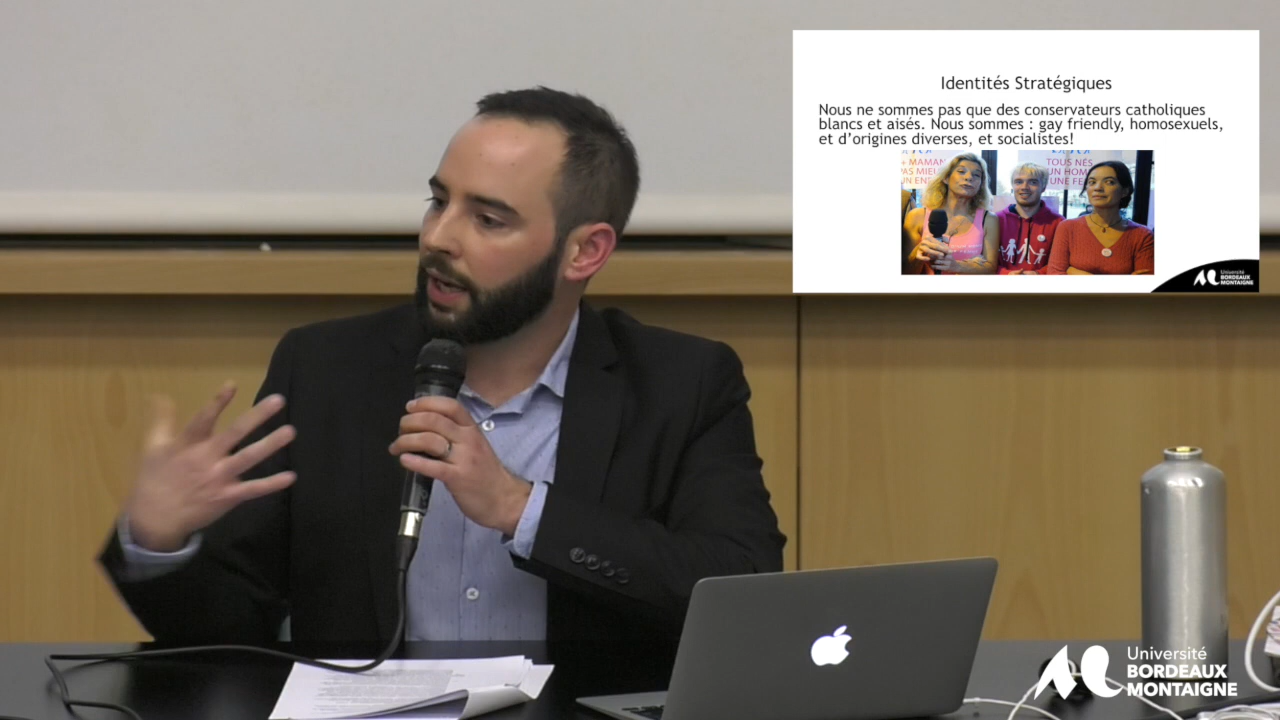 Identités Stratégiques
Nous ne sommes pas que des conservateurs catholiques
blancs et aisés. Nous sommes : gay friendly, homosexuels,
et d'origines diverses, et socialistes!
+ MAMAN
PAS MIEU
UN EN
TOUS NÉS
UN HOM
UNE FE
Université
BORDEAUX
MONTAIGNE
Université
BORDEAUX
MONTAIGNE